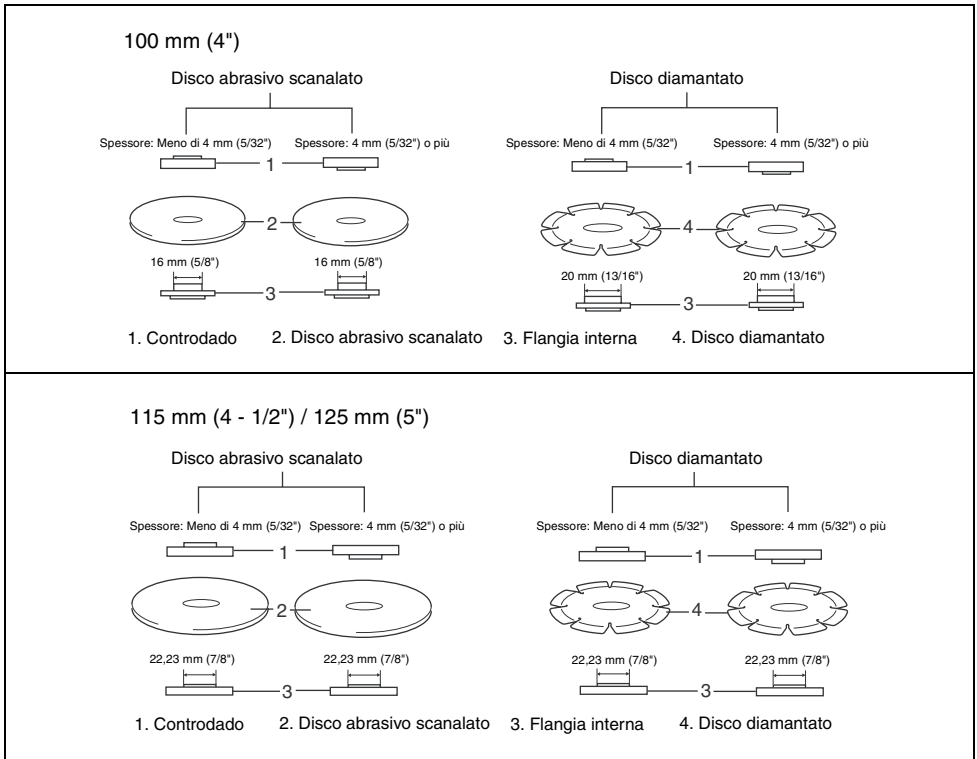 100 mm (4")
Disco abrasivo scanalato
Disco diamantato
Spessore: Meno di 4 mm (5/32") Spessore: 4 mm (5/32") o più
Spessore: Meno di 4 mm (5/32") Spessore: 4 mm (5/32") o più
1
1
2
4
16 mm (5/8") 16 mm (5/8")
20 mm (13/16") 20 mm (13/16")
3
3
1. Controdado 2. Disco abrasivo scanalato 3. Flangia interna 4. Disco diamantato
115 mm (4 - 1/2") / 125 mm (5")
Disco abrasivo scanalato
Disco diamantato
Spessore: Meno di 4 mm (5/32") Spessore: 4 mm (5/32") o più
Spessore: Meno di 4 mm (5/32") Spessore: 4 mm (5/32") o più
1
1
2
4
22,23 mm (7/8") 22,23 mm (7/8")
22,23 mm (7/8") 22,23 mm (7/8")
3
3
1. Controdado 2. Disco abrasivo scanalato 3. Flangia interna 4. Disco diamantato